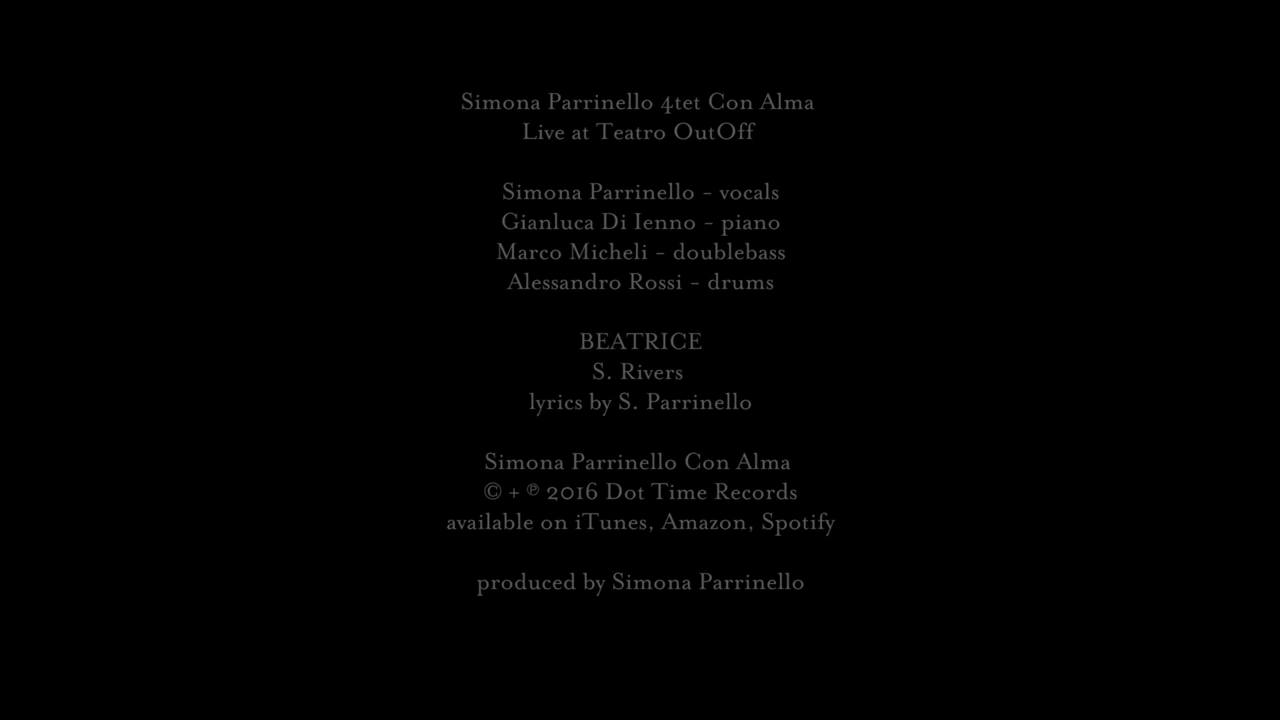 Simona Parrinello 4tet Con Alma
Live at Teatro OutOff
Simona Parrinello - vocals
Gianluca Di Ienno - piano
Marco Micheli - doublebass
Alessandro Rossi - drums
BEATRICE
S. Rivers
lyrics by S. Parrinello
Simona Parrinello Con Alma
© + ℗ 2016 Dot Time Records
available on iTunes, Amazon, Spotify
produced by Simona Parrinello